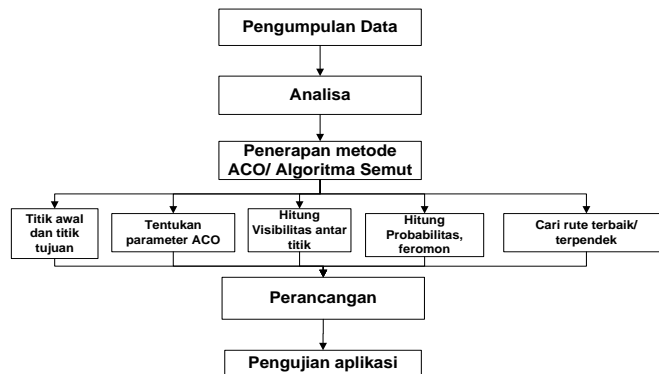 Pengumpulan Data
Analisa
Penerapan metode
ACO/ Algoritma Semut
Titik awal
dan titik
tujuan
Tentukan
parameter ACO
Hitung
Visibilitas antar
titik
Hitung
Probabilitas,
feromon
Cari rute terbaik/
terpendek
Perancangan
Pengujian aplikasi